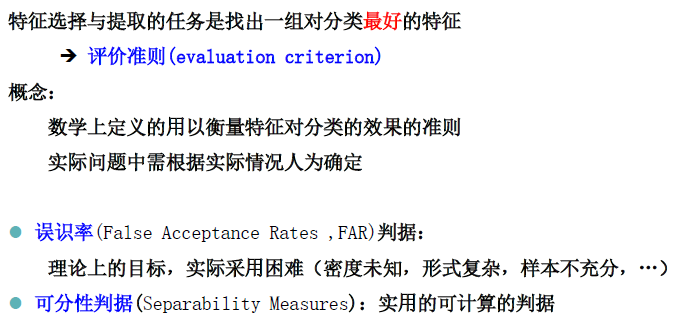 特征选择与提取的任务是找出一组对分类最好的特征
➔ 评价准则(evaluation criterion)
概念：
数学上定义的用以衡量特征对分类的效果的准则
实际问题中需根据实际情况人为确定
● 误识率(False Acceptance Rates ,FAR)判据：
理论上的目标，实际采用困难（密度未知，形式复杂，样本不充分，…）
● 可分性判据(Separability Measures)：实用的可计算的判据